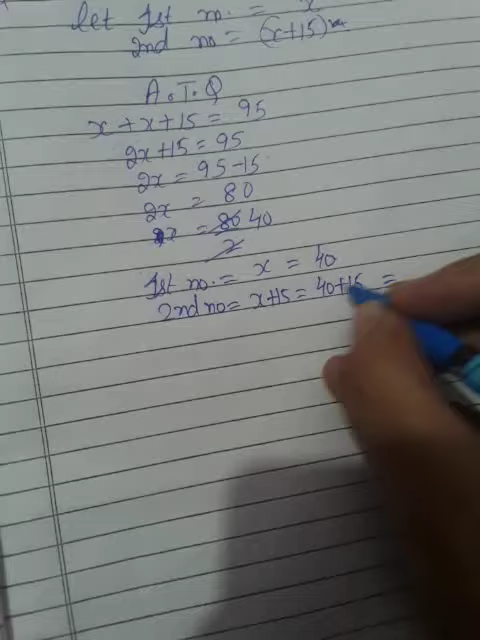 let 1st no. = x
2nd no = (x+15)
A.T.Q
x + x + 15 = 95
2x + 15 = 95
2x = 95 - 15
2x = 80
x = 80 40
2
1st no. = x = 40
2nd no = x+15 = 40+15 =